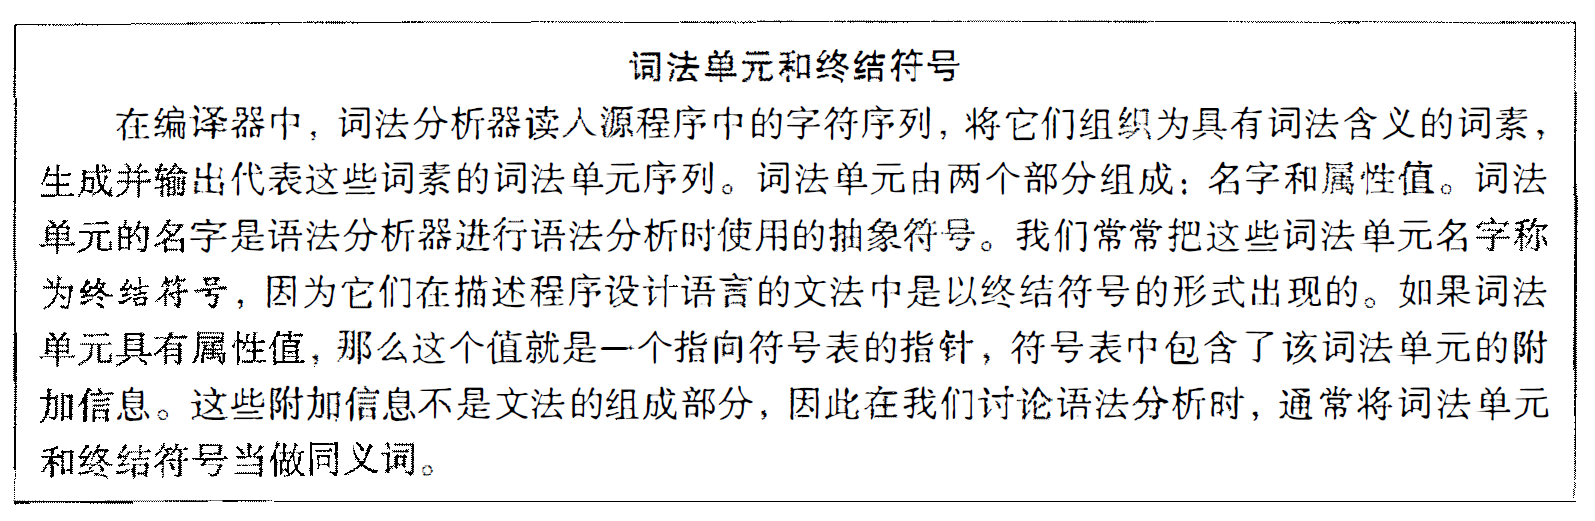 词法单元和终结符号
在编译器中，词法分析器读入源程序中的字符序列，将它们组织为具有词法含义的词素，
生成并输出代表这些词素的词法单元序列。词法单元由两个部分组成：名字和属性值。词法
单元的名字是语法分析器进行语法分析时使用的抽象符号。我们常常把这些词法单元名字称
为终结符号，因为它们在描述程序设计语言的文法中是以终结符号的形式出现的。如果词法
单元具有属性值，那么这个值就是一个指向符号表的指针，符号表中包含了该词法单元的附
加信息。这些附加信息不是文法的组成部分，因此在我们讨论语法分析时，通常将词法单元
和终结符号当做同义词。